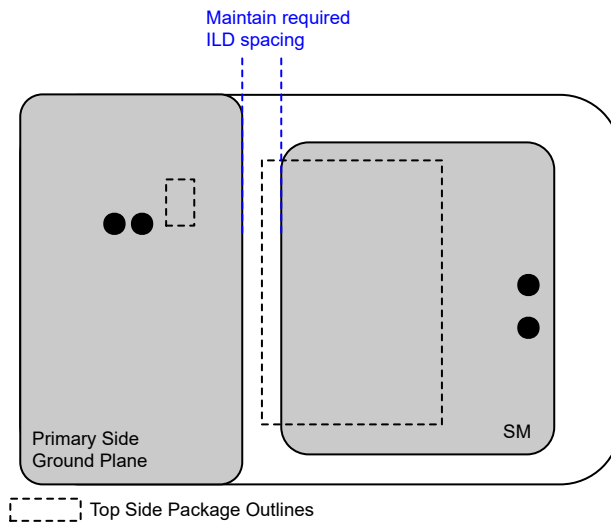 Maintain required
ILD spacing
Primary Side
Ground Plane
SM
Top Side Package Outlines